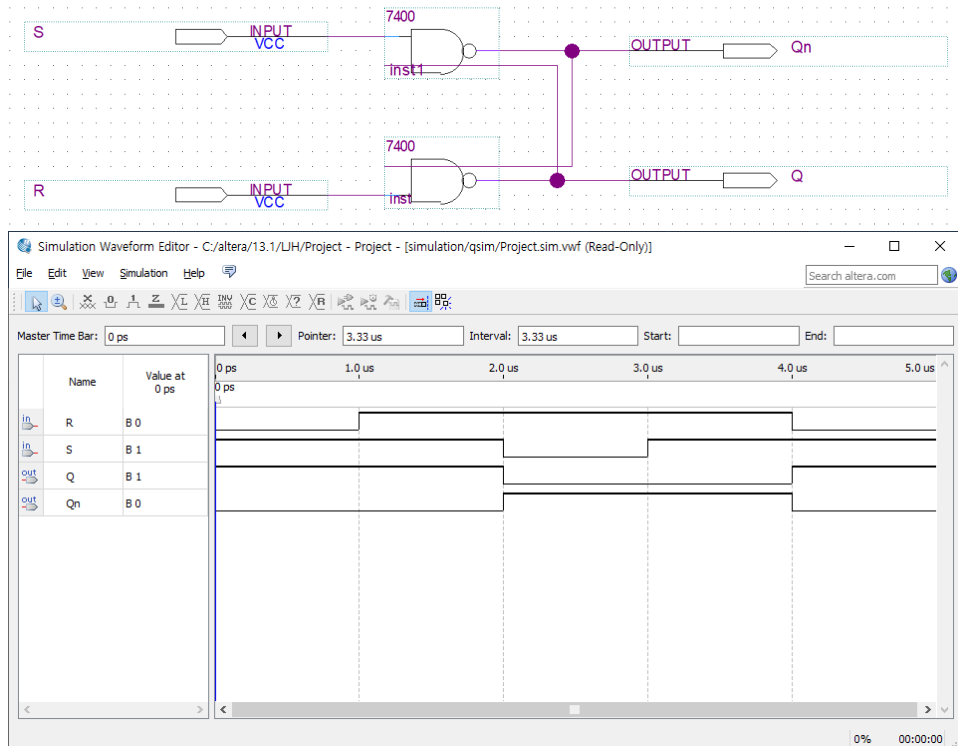 7400
S
INPUT
VCC
OUTPUT
Qn
inst1
7400
OUTPUT
Q
R
INPUT
VCC
inst
Simulation Waveform Editor - C:/altera/13.1/LJH/Project - Project - [simulation/qsim/Project.sim.vwf (Read-Only)]
File Edit View Simulation Help
Search altera.com
Master Time Bar: 0 ps Pointer: 3.33 us Interval: 3.33 us Start: End:
Name Value at 0 ps
0 ps 1.0 us 2.0 us 3.0 us 4.0 us 5.0 us
0 ps
in R B 0
in S B 1
out Q B 1
out Qn B 0
0% 00:00:00